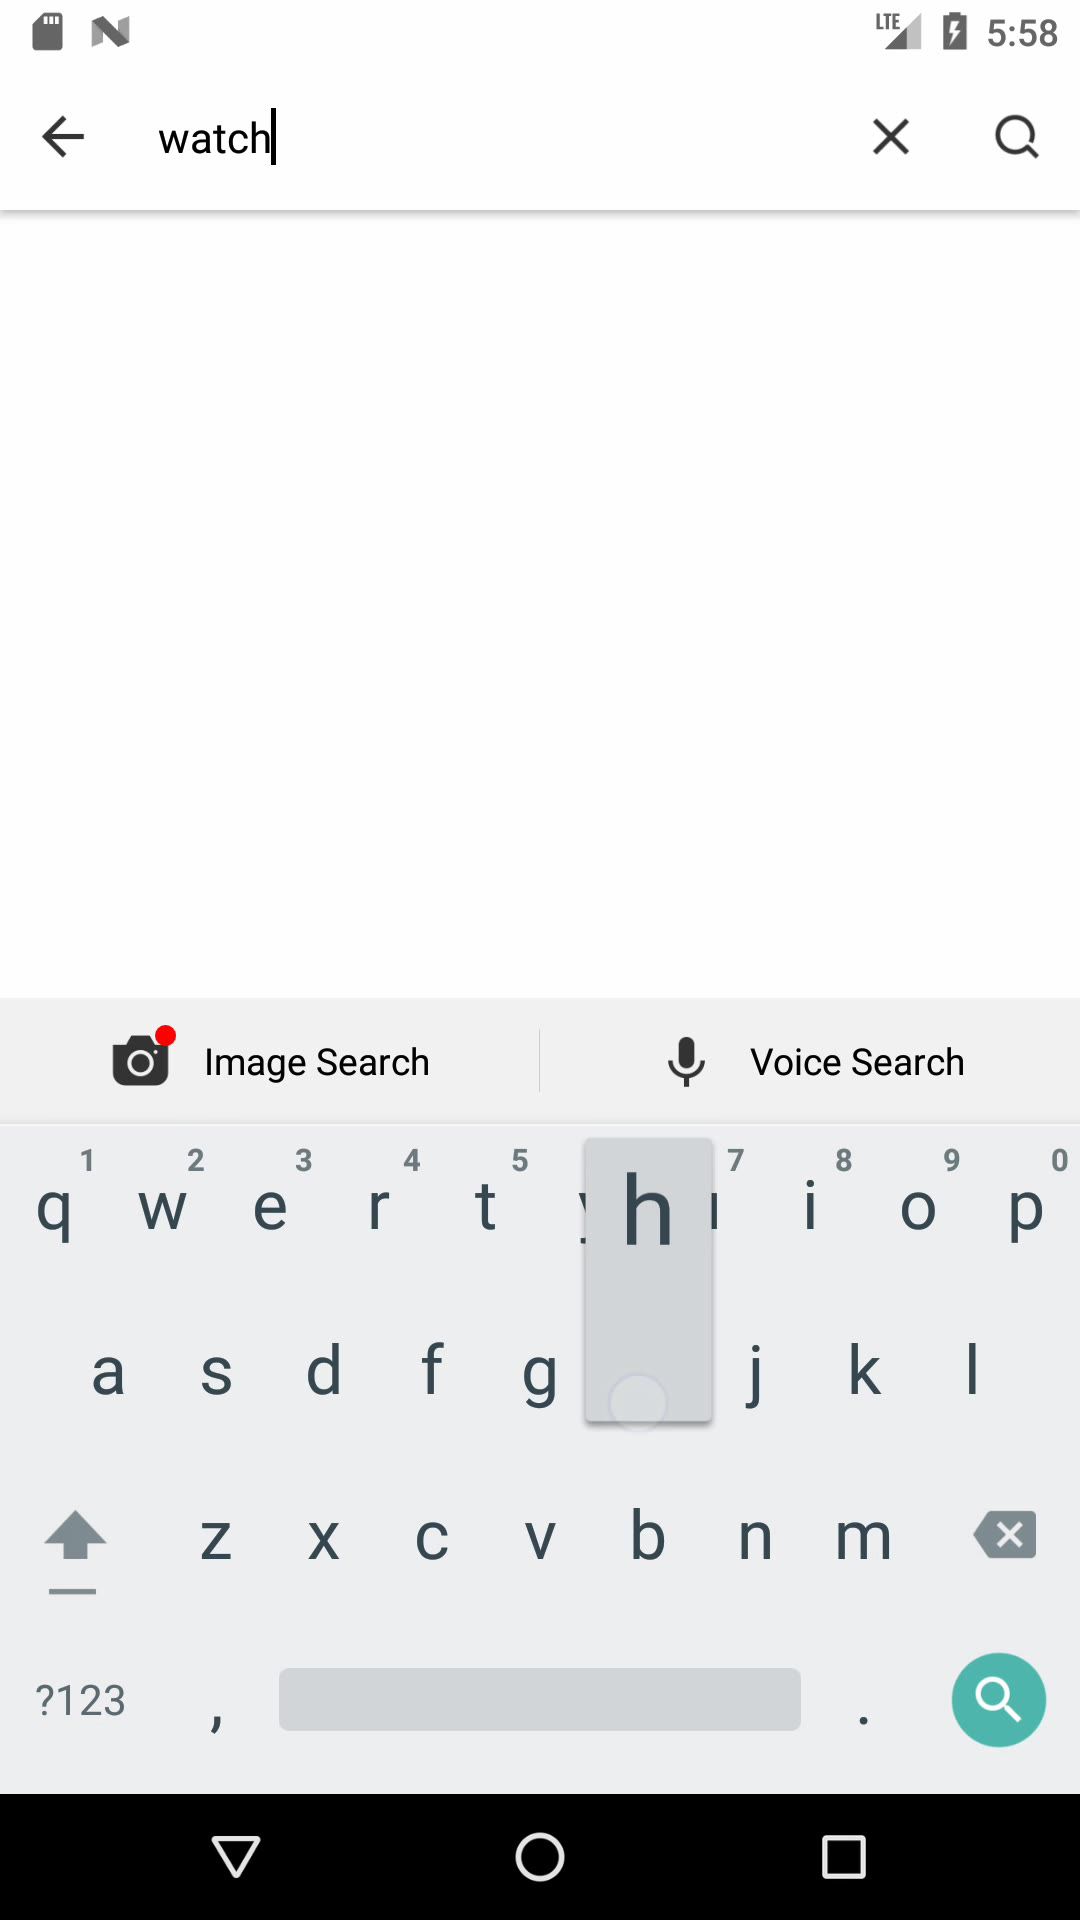 LTE 5:58
watch
Image Search Voice Search
1 2 3 4 5 7 8 9 0
q w e r t h i o p
a s d f g j k l
z x c v b n m
?123 , .